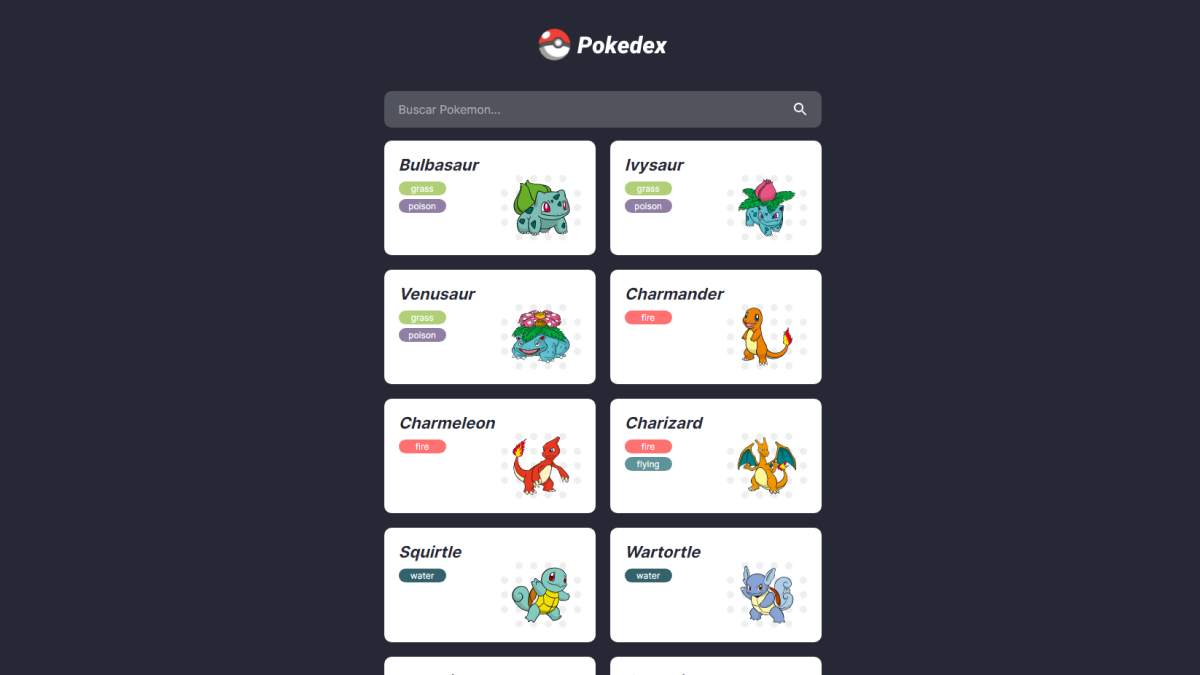 Pokedex
Buscar Pokemon...
Bulbasaur
grass
poison
Ivysaur
grass
poison
Venusaur
grass
poison
Charmander
fire
Charmeleon
fire
Charizard
fire
flying
Squirtle
water
Wartortle
water